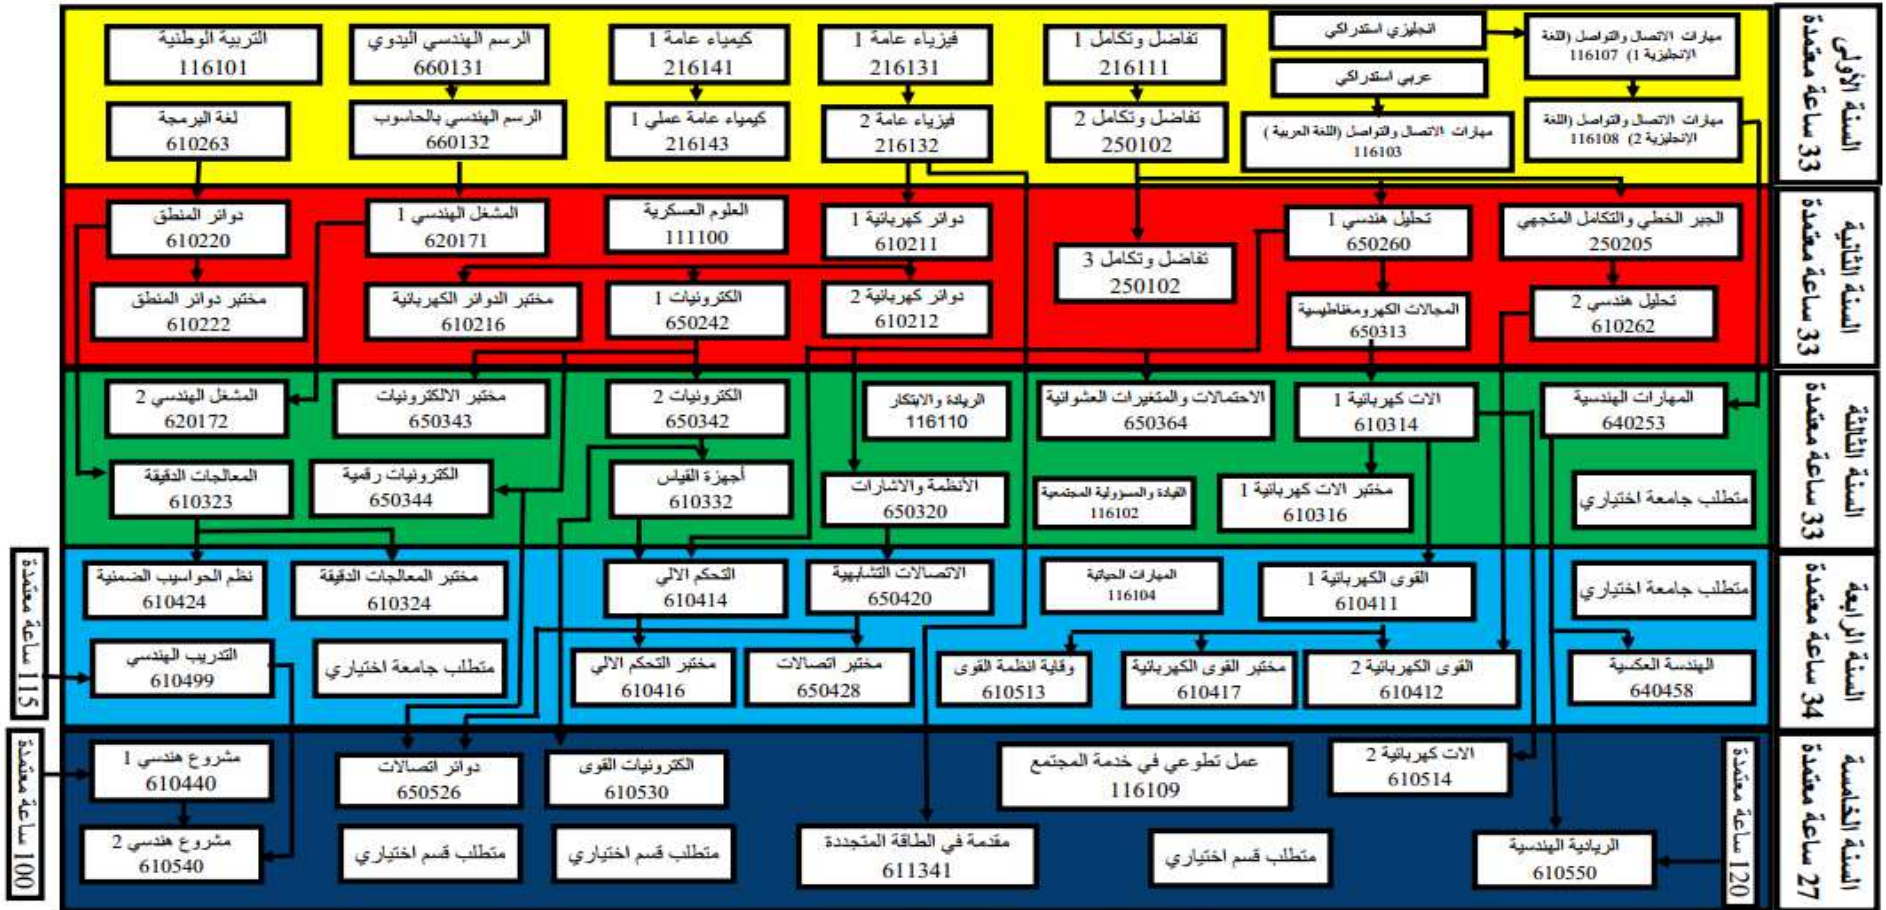 السنة الأولى
33 ساعة معتمدة
انجليزي استدراكي
مهارات الاتصال والتواصل (اللغة
الإنجليزية 1) 116107
تفاضل وتكامل 1
216111
فيزياء عامة 1
216131
كيمياء عامة 1
216141
الرسم الهندسي اليدوي
660131
التربية الوطنية
116101
عربي استدراكي
مهارات الاتصال والتواصل (اللغة
الإنجليزية 2) 116108
مهارات الاتصال والتواصل (اللغة العربية )
116103
تفاضل وتكامل 2
250102
فيزياء عامة 2
216132
كيمياء عامة عملي 1
216143
الرسم الهندسي بالحاسوب
660132
لغة البرمجة
610263
السنة الثانية
33 ساعة معتمدة
الجبر الخطي والتكامل المتجهي
250205
تحليل هندسي 1
650260
دوائر كهربائية 1
610211
العلوم العسكرية
111100
المشغل الهندسي 1
620171
دوائر المنطق
610220
تحليل هندسي 2
610262
المجالات الكهرومغناطيسية
650313
تفاضل وتكامل 3
250102
دوائر كهربائية 2
610212
الكترونيات 1
650242
مختبر الدوائر الكهربائية
610216
مختبر دوائر المنطق
610222
السنة الثالثة
33 ساعة معتمدة
المهارات الهندسية
640253
الات كهربائية 1
610314
الاحتمالات والمتغيرات العشوائية
650364
الريادة والابتكار
116110
الكترونيات 2
650342
مختبر الالكترونيات
650343
المشغل الهندسي 2
620172
متطلب جامعة اختياري
مختبر الات كهربائية 1
610316
القيادة والمسؤولية المجتمعية
116102
الأنظمة والاشارات
650320
أجهزة القياس
610332
الكترونيات رقمية
650344
المعالجات الدقيقة
610323
السنة الرابعة
34 ساعة معتمدة
متطلب جامعة اختياري
القوى الكهربائية 1
610411
المهارات الحياتية
116104
الاتصالات التشابهية
650420
التحكم الالي
610414
مختبر المعالجات الدقيقة
610324
نظم الحواسيب الضمنية
610424
115 ساعة معتمدة
الهندسة العكسية
640458
القوى الكهربائية 2
610412
مختبر القوى الكهربائية
610417
وقاية انظمة القوى
610513
مختبر اتصالات
650428
مختبر التحكم الالي
610416
متطلب جامعة اختياري
التدريب الهندسي
610499
السنة الخامسة
27 ساعة معتمدة
120 ساعة معتمدة
الات كهربائية 2
610514
عمل تطوعي في خدمة المجتمع
116109
الكترونيات القوى
610530
دوائر اتصالات
650526
مشروع هندسي 1
610440
100 ساعة معتمدة
الريادية الهندسية
610550
متطلب قسم اختياري
مقدمة في الطاقة المتجددة
611341
متطلب قسم اختياري
متطلب قسم اختياري
مشروع هندسي 2
610540